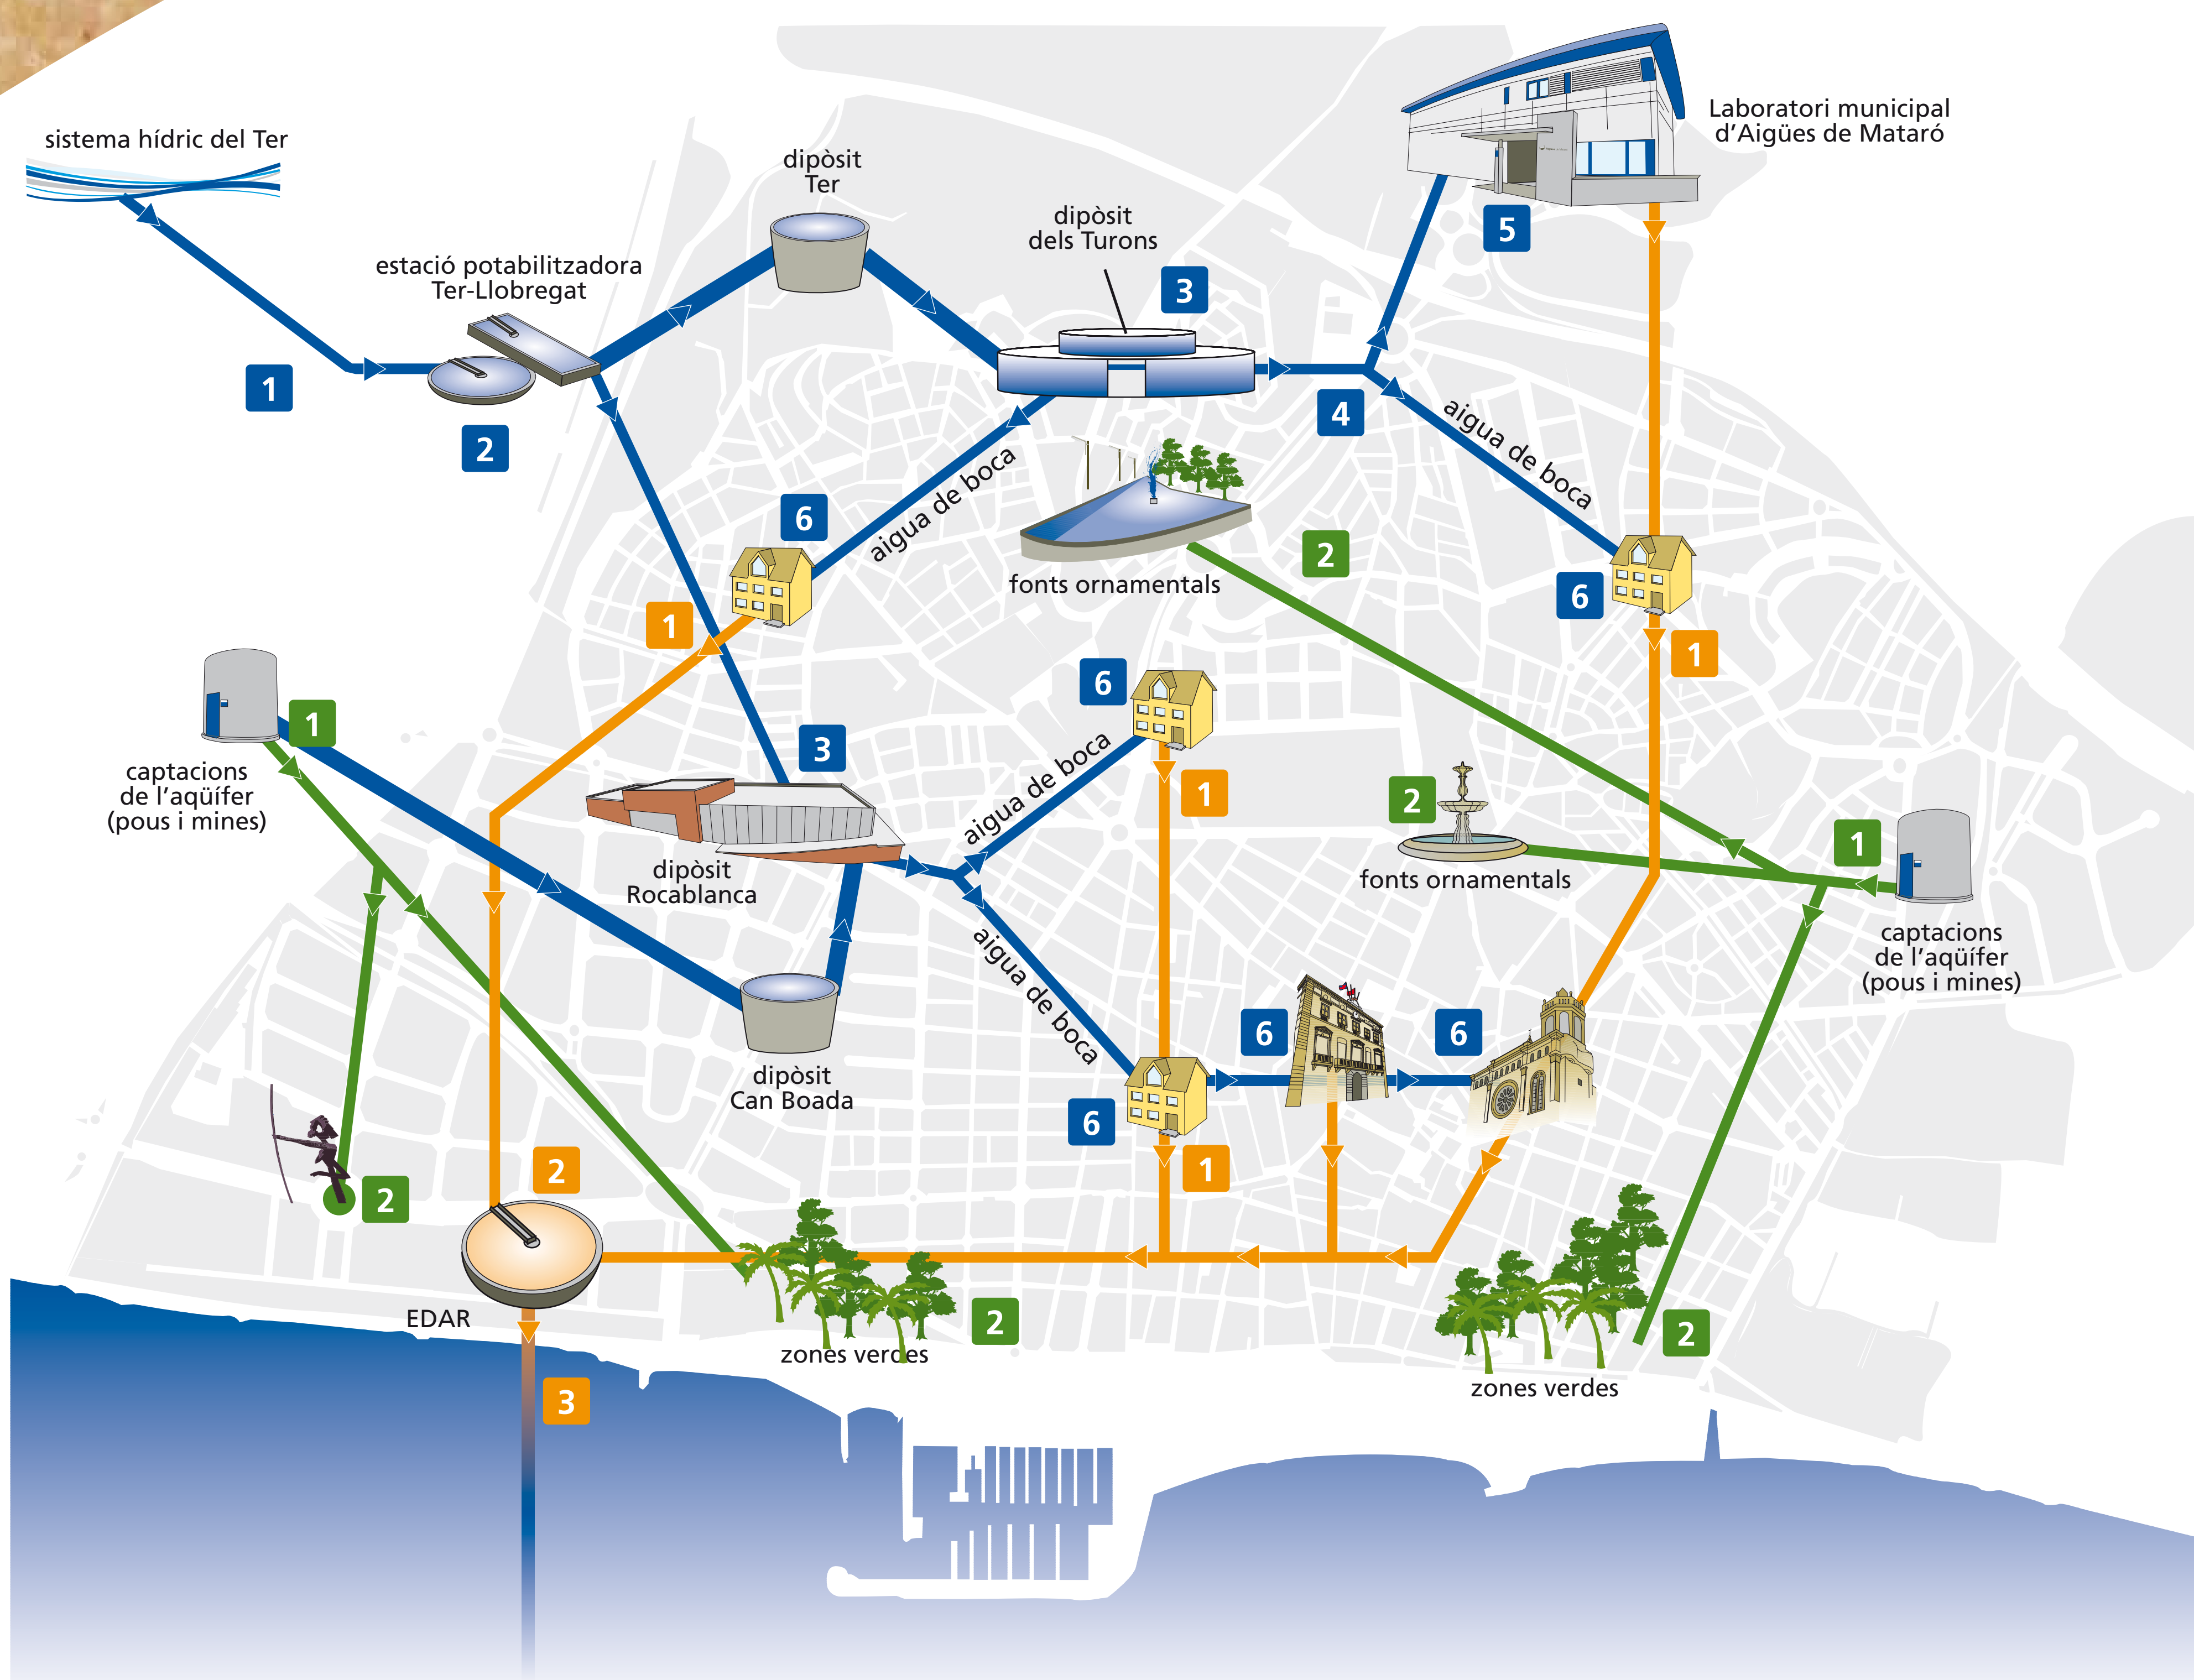 sistema hídric del Ter
Laboratori municipal
d'Aigües de Mataró
dipòsit
Ter
dipòsit
dels Turons
5
estació potabilitzadora
Ter-Llobregat
3
1
2
4
aigua de boca
aigua de boca
6
2
fonts ornamentals
6
1
1
6
1
3
captacions
de l'aqüífer
(pous i mines)
aigua de boca
1
2
fonts ornamentals
1
dipòsit
Rocablanca
captacions
de l'aqüífer
(pous i mines)
aigua de boca
6
6
dipòsit
Can Boada
6
2
1
2
EDAR
2
zones verdes
2
zones verdes
3